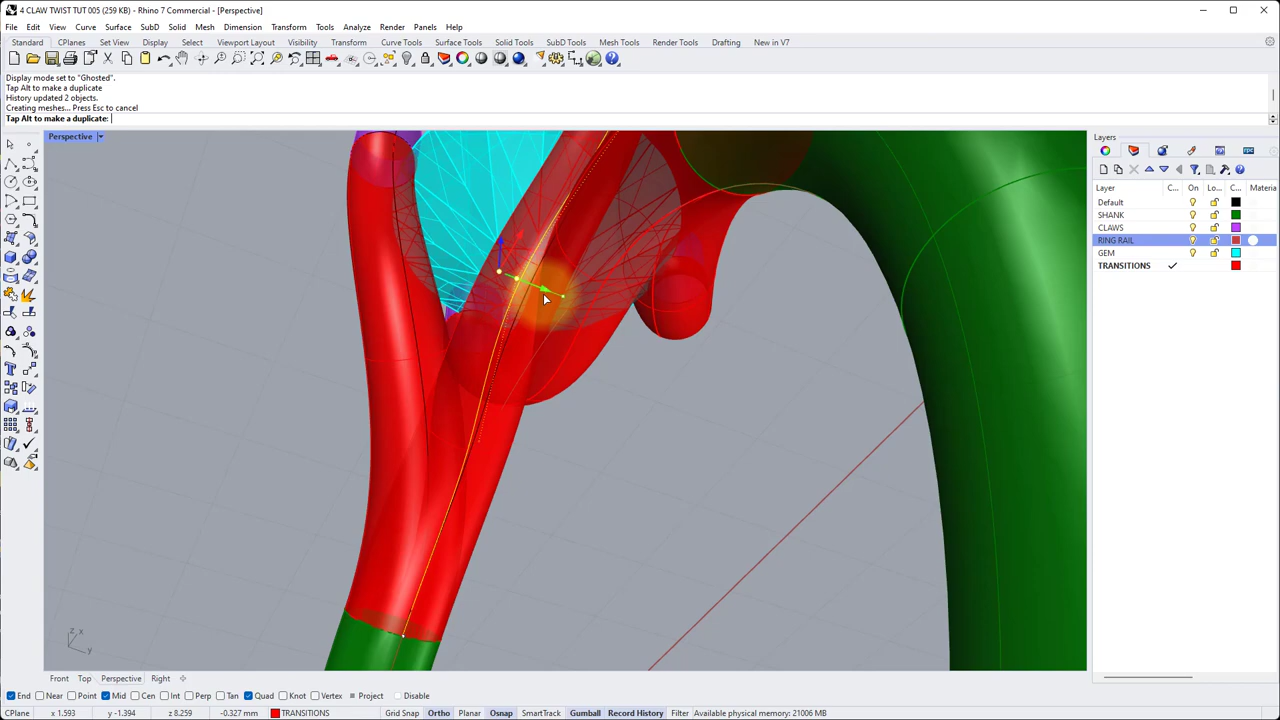 4 CLAW TWIST TUT 005 (259 KB) - Rhino 7 Commercial - [Perspective]
File Edit View Curve Surface SubD Solid Mesh Dimension Transform Tools Analyze Render Panels Help
Standard CPlanes Set View Display Select Viewport Layout Visibility Transform Curve Tools Surface Tools Solid Tools SubD Tools Mesh Tools Render Tools Drafting New in V7
Display mode set to "Ghosted".
Tap Alt to make a duplicate
History updated 2 objects.
Creating meshes... Press Esc to cancel
Tap Alt to make a duplicate:
Perspective
Layers
Layer C... On Lo... C... Materia
Default
SHANK
CLAWS
RING RAIL
GEM
TRANSITIONS
z x
y
Front Top Perspective Right
End Near Point Mid Cen Int Perp Tan Quad Knot Vertex Project Disable
CPlane x 1.593 y -1.394 z 8.259 -0.327 mm TRANSITIONS Grid Snap Ortho Planar Osnap SmartTrack Gumball Record History Filter Available physical memory: 21006 MB